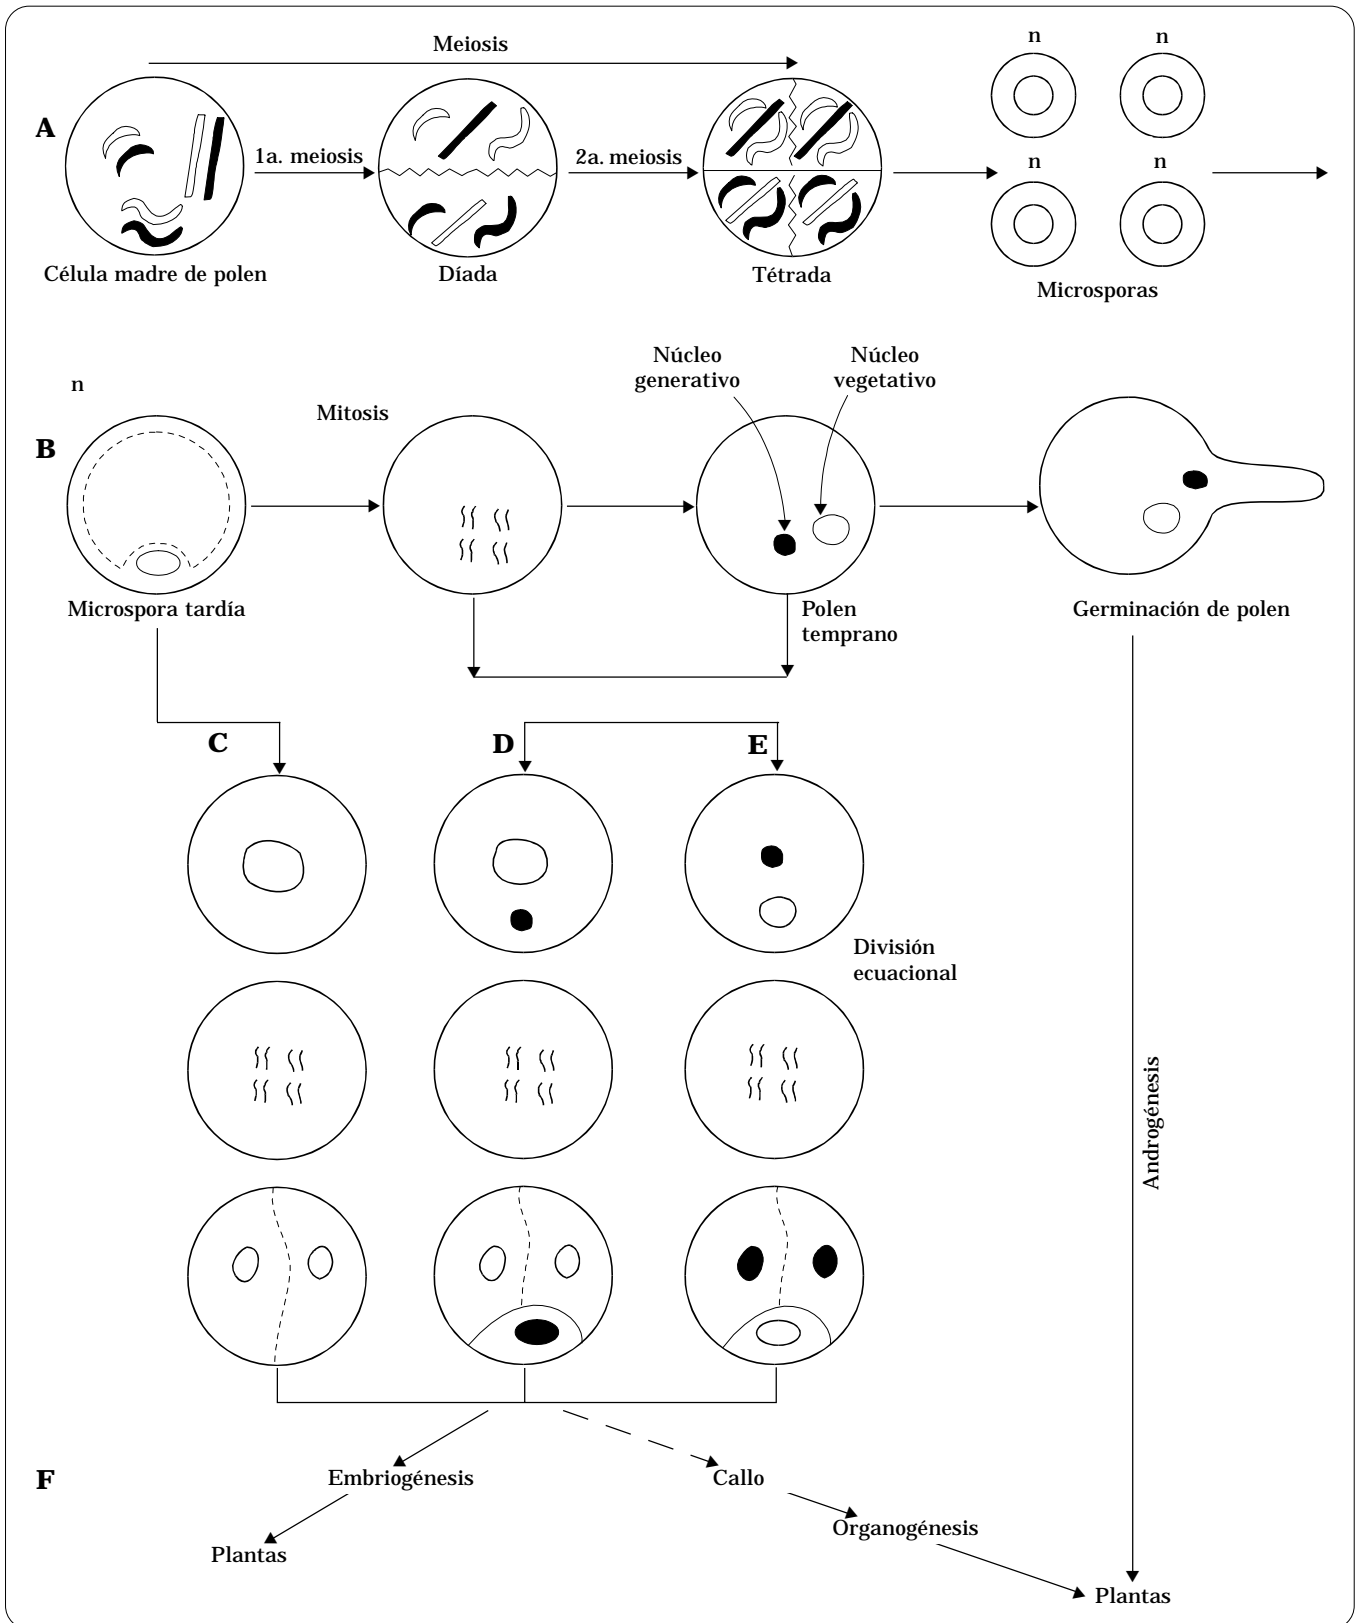 Meiosis
n
n
A
1a. meiosis
2a. meiosis
n
n
Célula madre de polen
Díada
Tétrada
Microsporas
n
Mitosis
Núcleo
generativo
Núcleo
vegetativo
B
Microspora tardía
Polen
temprano
Germinación de polen
C
D
E
División
ecuacional
Androgénesis
F
Embriogénesis
Callo
Plantas
Organogénesis
Plantas